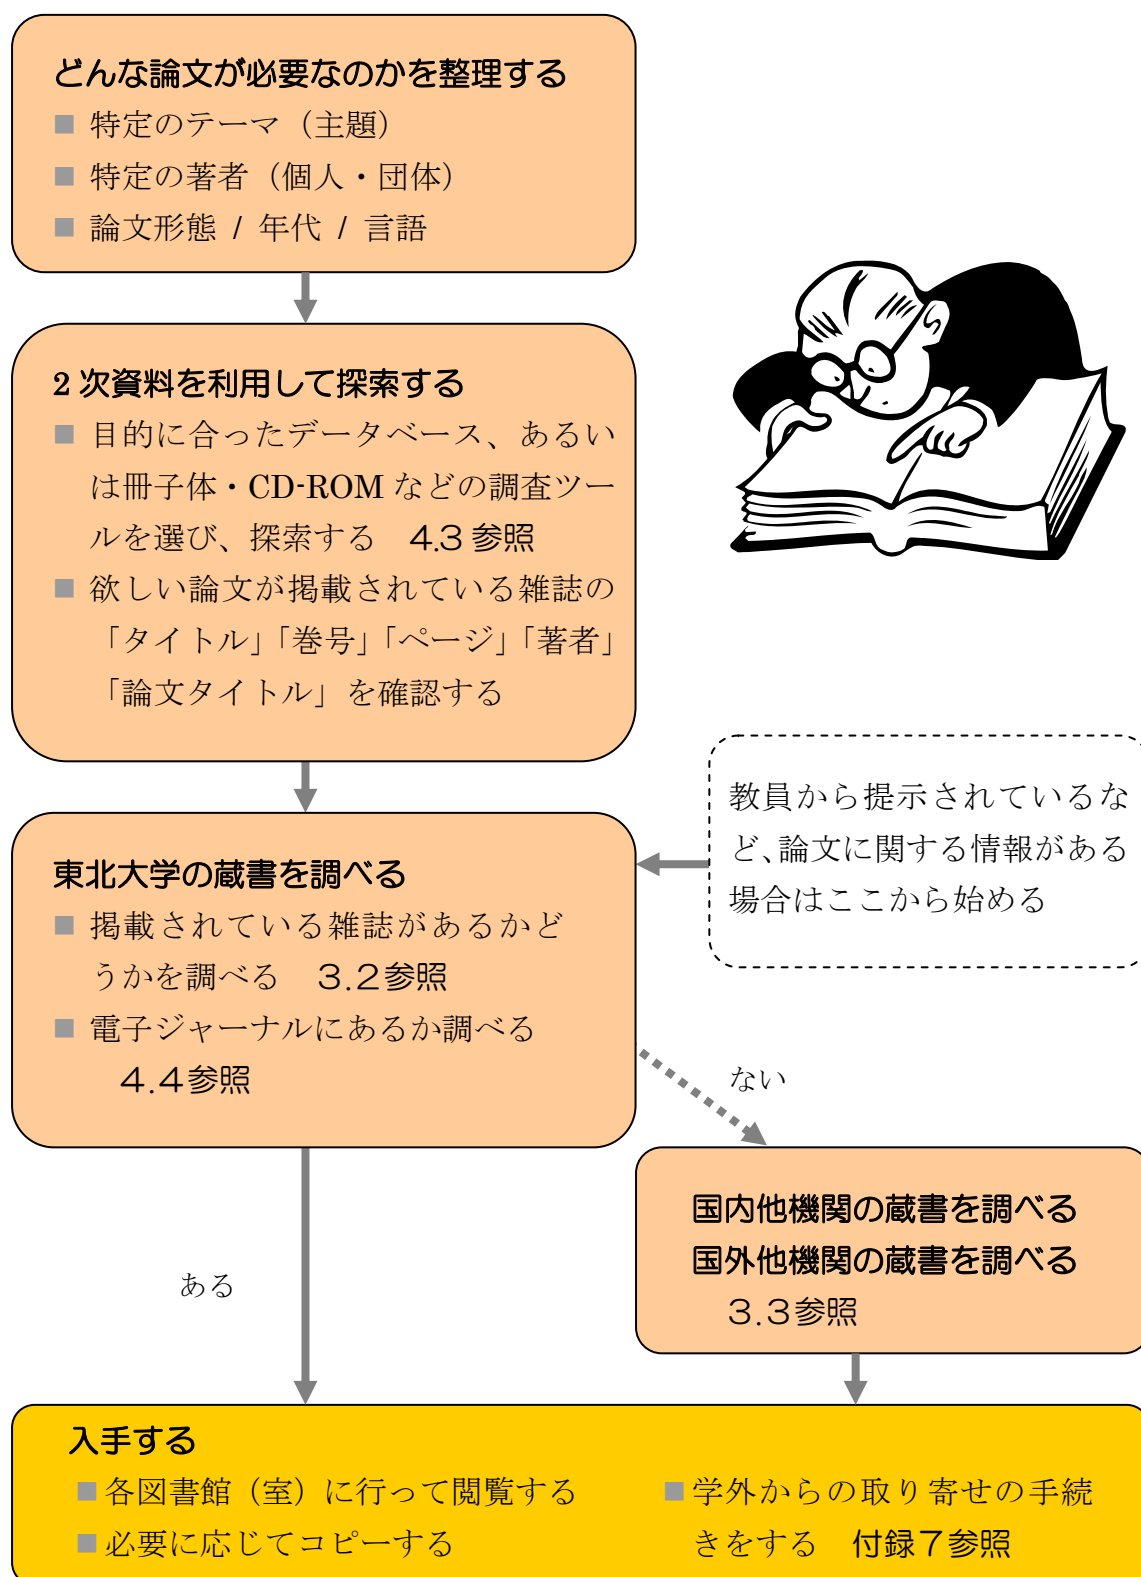 どんな論文が必要なのかを整理する
■ 特定のテーマ（主題）
■ 特定の著者（個人・団体）
■ 論文形態 / 年代 / 言語
2 次資料を利用して探索する
■ 目的に合ったデータベース、あるい
は冊子体・CD-ROM などの調査ツー
ルを選び、探索する　4.3 参照
■ 欲しい論文が掲載されている雑誌の
「タイトル」「巻号」「ページ」「著者」
「論文タイトル」を確認する
教員から提示されているな
ど、論文に関する情報がある
場合はここから始める
東北大学の蔵書を調べる
■ 掲載されている雑誌があるかど
うかを調べる　３.２参照
■ 電子ジャーナルにあるか調べる
４.４参照
ない
国内他機関の蔵書を調べる
国外他機関の蔵書を調べる
３.３参照
ある
入手する
■ 各図書館（室）に行って閲覧する
■ 必要に応じてコピーする
■ 学外からの取り寄せの手続
きをする　付録７参照